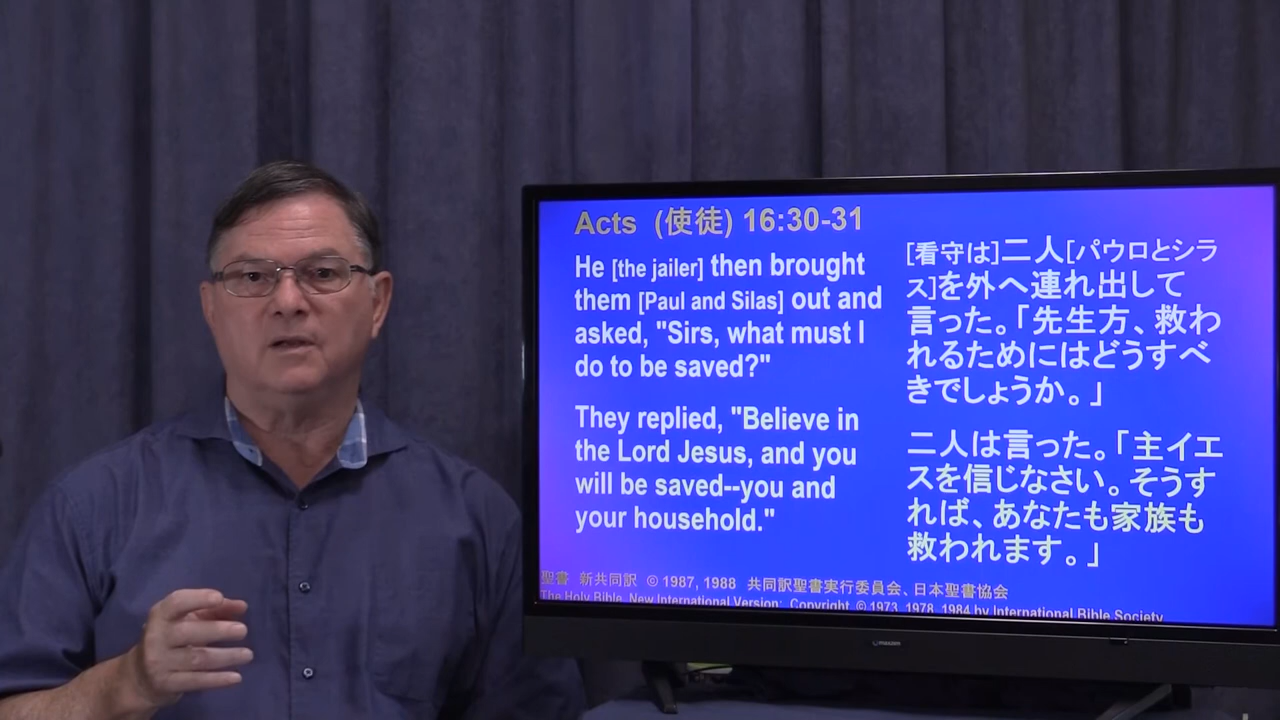 Acts (使徒) 16:30-31
He [the jailer] then brought
them [Paul and Silas] out and
asked, "Sirs, what must I
do to be saved?"
They replied, "Believe in
the Lord Jesus, and you
will be saved--you and
your household."
[看守は]二人[パウロとシラ
ス]を外へ連れ出して
言った。「先生方、救わ
れるためにはどうすべ
きでしょうか。」
二人は言った。「主イエ
スを信じなさい。そうす
れば、あなたも家族も
救われます。」
聖書 新共同訳 © 1987, 1988 共同訳聖書実行委員会、日本聖書協会
The Holy Bible, New International Version: Copyright © 1973, 1978, 1984 by International Bible Society